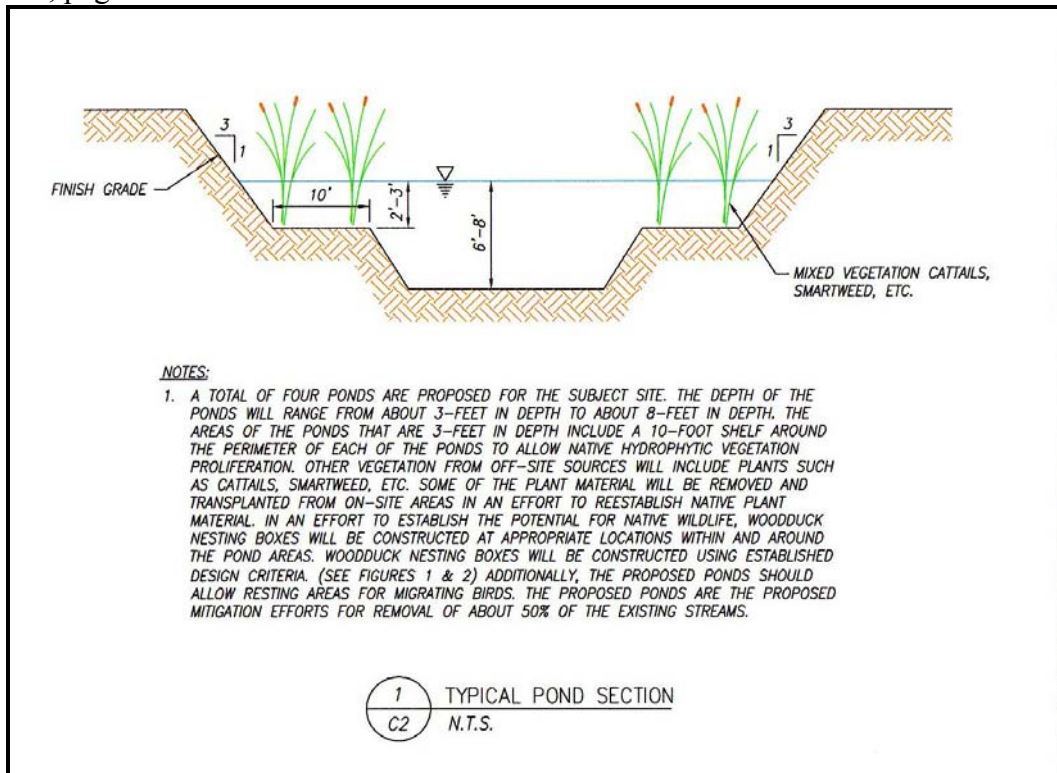 3
1
3
1
FINISH GRADE
10'
2'-3'
6'-8'
MIXED VEGETATION CATTAILS,
SMARTWEED, ETC.
NOTES:
1. A TOTAL OF FOUR PONDS ARE PROPOSED FOR THE SUBJECT SITE. THE DEPTH OF THE
PONDS WILL RANGE FROM ABOUT 3-FEET IN DEPTH TO ABOUT 8-FEET IN DEPTH. THE
AREAS OF THE PONDS THAT ARE 3-FEET IN DEPTH INCLUDE A 10-FOOT SHELF AROUND
THE PERIMETER OF EACH OF THE PONDS TO ALLOW NATIVE HYDROPHYTIC VEGETATION
PROLIFERATION. OTHER VEGETATION FROM OFF-SITE SOURCES WILL INCLUDE PLANTS SUCH
AS CATTAILS, SMARTWEED, ETC. SOME OF THE PLANT MATERIAL WILL BE REMOVED AND
TRANSPLANTED FROM ON-SITE AREAS IN AN EFFORT TO REESTABLISH NATIVE PLANT
MATERIAL. IN AN EFFORT TO ESTABLISH THE POTENTIAL FOR NATIVE WILDLIFE, WOODDUCK
NESTING BOXES WILL BE CONSTRUCTED AT APPROPRIATE LOCATIONS WITHIN AND AROUND
THE POND AREAS. WOODDUCK NESTING BOXES WILL BE CONSTRUCTED USING ESTABLISHED
DESIGN CRITERIA. (SEE FIGURES 1 & 2) ADDITIONALLY, THE PROPOSED PONDS SHOULD
ALLOW RESTING AREAS FOR MIGRATING BIRDS. THE PROPOSED PONDS ARE THE PROPOSED
MITIGATION EFFORTS FOR REMOVAL OF ABOUT 50% OF THE EXISTING STREAMS.
1 TYPICAL POND SECTION
C2 N.T.S.